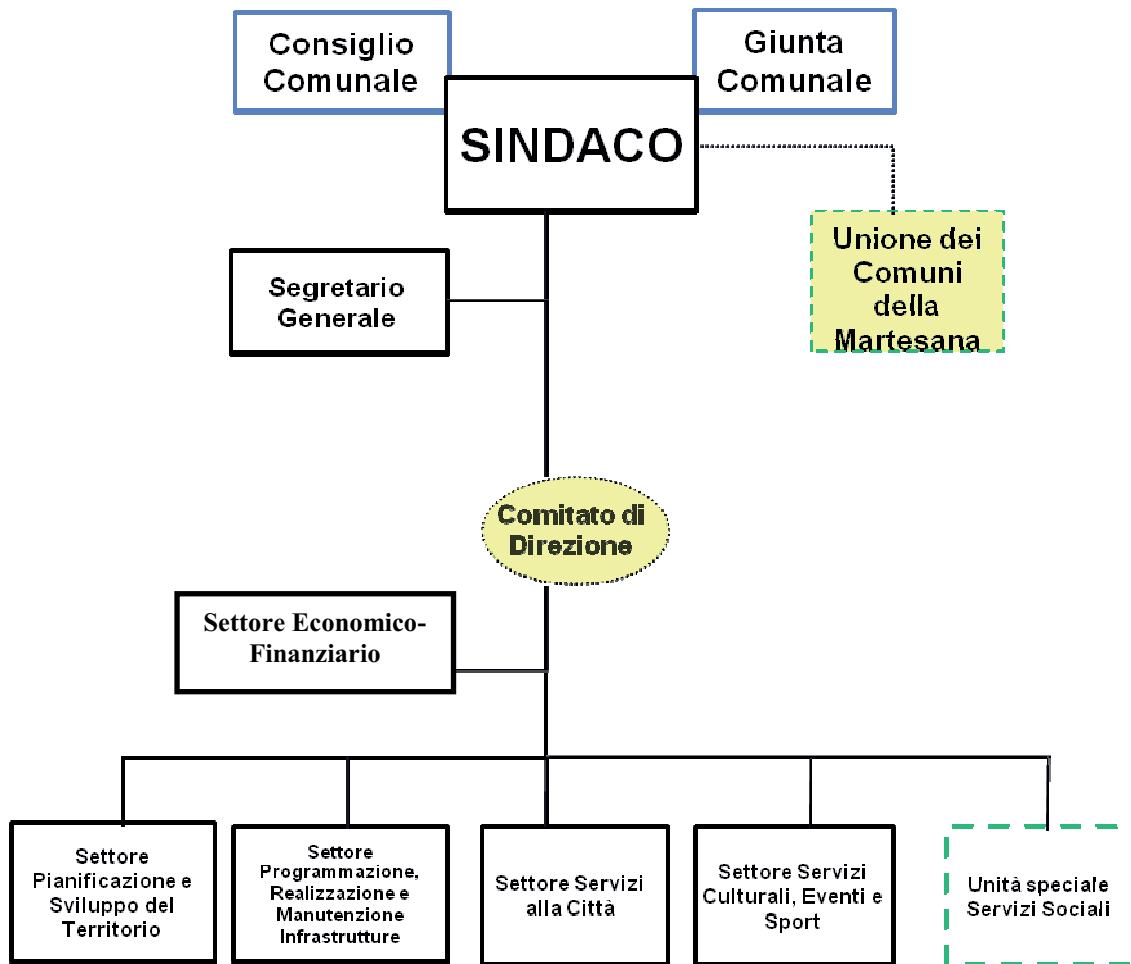 Consiglio
Comunale
Giunta
Comunale
SINDACO
Unione dei
Comuni
della
Martesana
Segretario
Generale
Comitato di
Direzione
Settore Economico-
Finanziario
Settore
Pianificazione e
Sviluppo del
Territorio
Settore
Programmazione,
Realizzazione e
Manutenzione
Infrastrutture
Settore Servizi
alla Città
Settore Servizi
Culturali, Eventi e
Sport
Unità speciale
Servizi Sociali